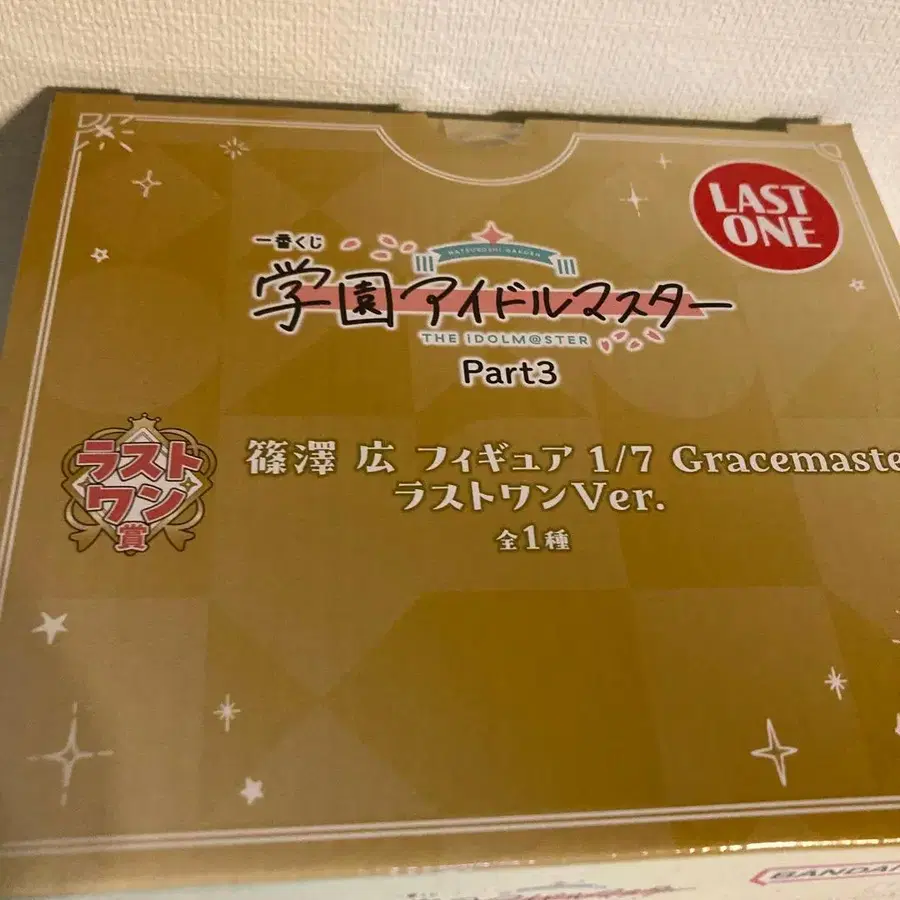 LAST
ONE
一番くじ
HATSUBOSHI GAKUEN
学園アイドルマスター
THE iDOLM@STER
Part3
ラスト
ワン
賞
篠澤 広 フィギュア 1/7 Gracemaste
ラストワンVer.
全1種
BANDAI